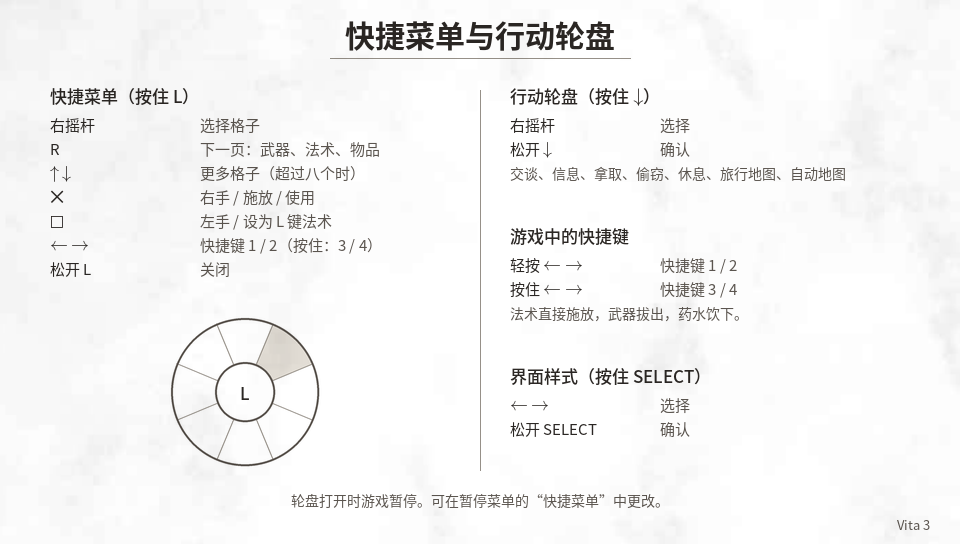 快捷菜单与行动轮盘
快捷菜单（按住 L）
右摇杆 选择格子
R 下一页：武器、法术、物品
↑↓ 更多格子（超过八个时）
✕ 右手 / 施放 / 使用
□ 左手 / 设为 L 键法术
←→ 快捷键 1 / 2（按住：3 / 4）
松开 L 关闭
L
行动轮盘（按住 ↓）
右摇杆 选择
松开 ↓ 确认
交谈、信息、拿取、偷窃、休息、旅行地图、自动地图
游戏中的快捷键
轻按 ←→ 快捷键 1 / 2
按住 ←→ 快捷键 3 / 4
法术直接施放，武器拔出，药水饮下。
界面样式（按住 SELECT）
←→ 选择
松开 SELECT 确认
轮盘打开时游戏暂停。可在暂停菜单的“快捷菜单”中更改。
Vita 3